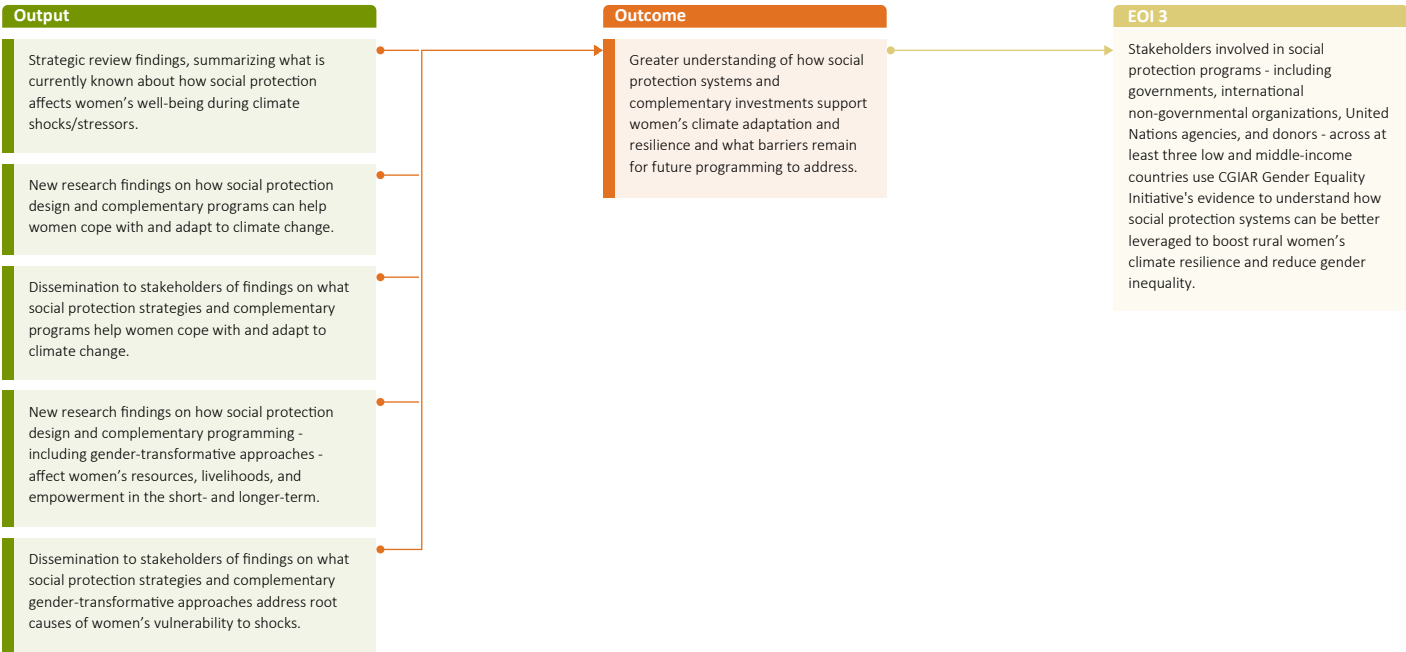 Output
Strategic review findings, summarizing what is
currently known about how social protection
affects women’s well-being during climate
shocks/stressors.
New research findings on how social protection
design and complementary programs can help
women cope with and adapt to climate change.
Dissemination to stakeholders of findings on what
social protection strategies and complementary
programs help women cope with and adapt to
climate change.
New research findings on how social protection
design and complementary programming -
including gender-transformative approaches -
affect women’s resources, livelihoods, and
empowerment in the short- and longer-term.
Dissemination to stakeholders of findings on what
social protection strategies and complementary
gender-transformative approaches address root
causes of women’s vulnerability to shocks.
Outcome
Greater understanding of how social
protection systems and
complementary investments support
women’s climate adaptation and
resilience and what barriers remain
for future programming to address.
EOI 3
Stakeholders involved in social
protection programs - including
governments, international
non-governmental organizations, United
Nations agencies, and donors - across at
least three low and middle-income
countries use CGIAR Gender Equality
Initiative's evidence to understand how
social protection systems can be better
leveraged to boost rural women’s
climate resilience and reduce gender
inequality.